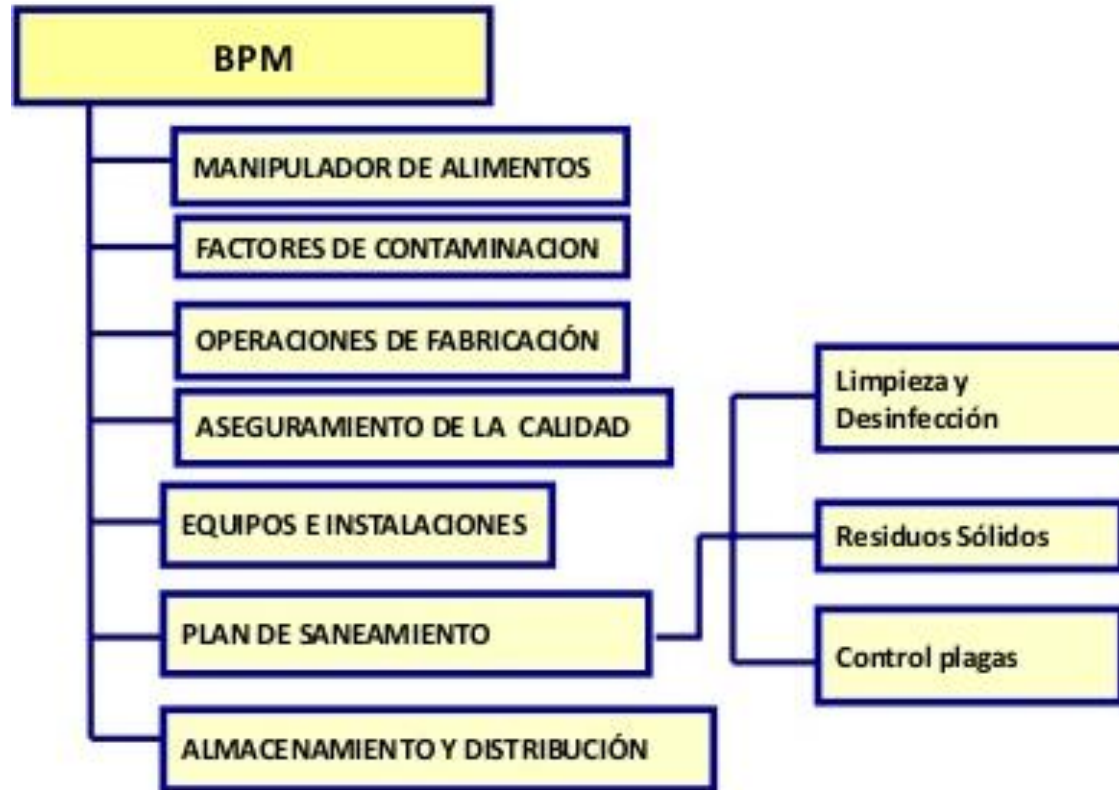 BPM
MANIPULADOR DE ALIMENTOS
FACTORES DE CONTAMINACION
OPERACIONES DE FABRICACIÓN
ASEGURAMIENTO DE LA CALIDAD
EQUIPOS E INSTALACIONES
PLAN DE SANEAMIENTO
ALMACENAMIENTO Y DISTRIBUCIÓN
Limpieza y
Desinfección
Residuos Sólidos
Control plagas